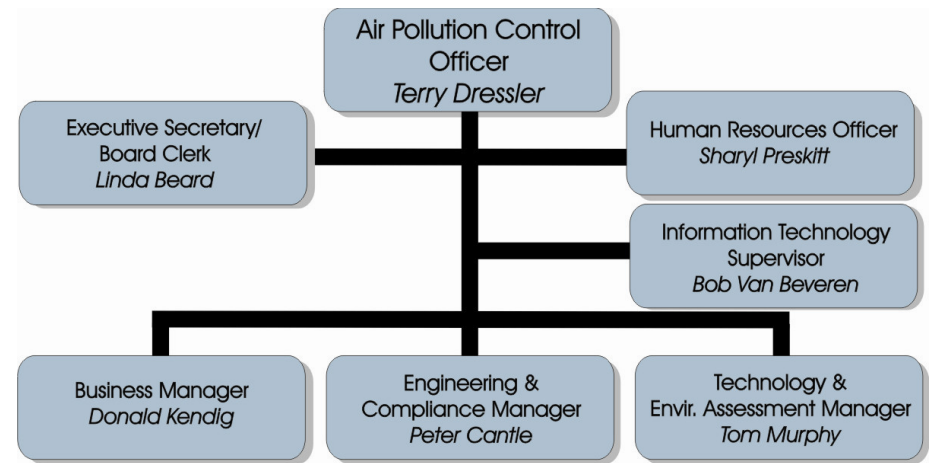 Air Pollution Control
Officer
Terry Dressler
Executive Secretary/
Board Clerk
Linda Beard
Human Resources Officer
Sharyl Preskitt
Information Technology
Supervisor
Bob Van Beveren
Business Manager
Donald Kendig
Engineering &
Compliance Manager
Peter Cantle
Technology &
Envir. Assessment Manager
Tom Murphy